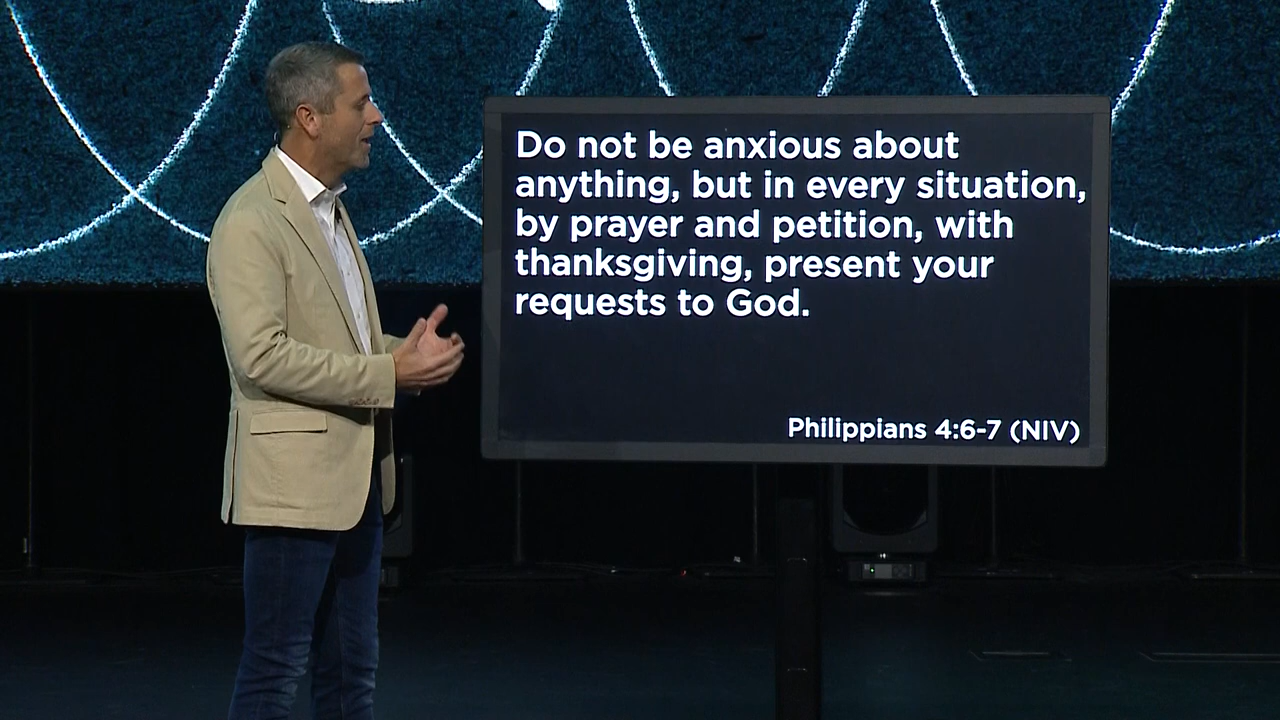 Do not be anxious about
anything, but in every situation,
by prayer and petition, with
thanksgiving, present your
requests to God.
Philippians 4:6-7 (NIV)